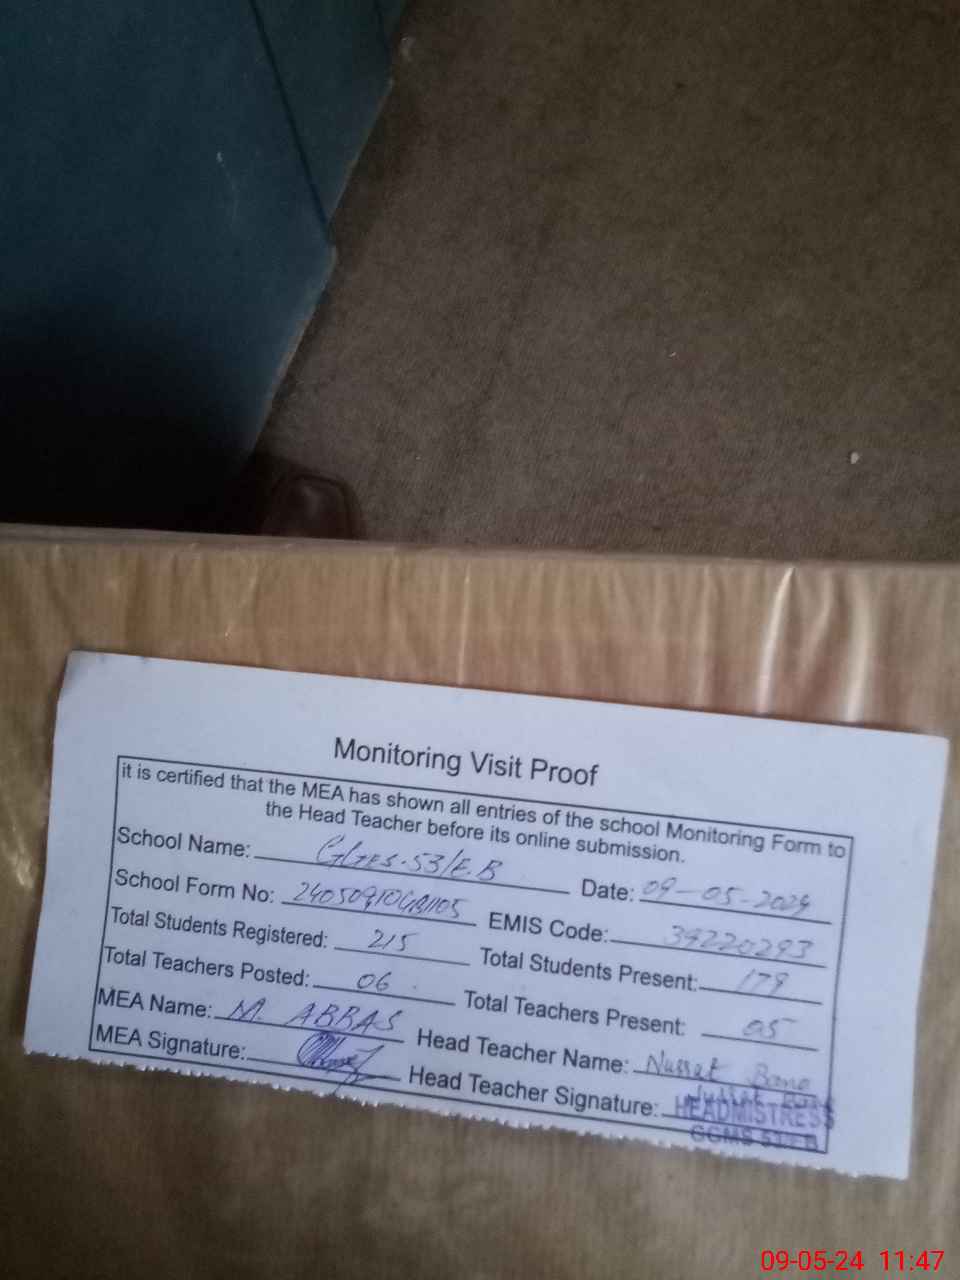 Monitoring Visit Proof
it is certified that the MEA has shown all entries of the school Monitoring Form to
the Head Teacher before its online submission.
School Name: GGES-53/E.B Date: 09-05-2024
School Form No: EMIS Code: 39220293
Total Students Registered: 215 Total Students Present: 179
Total Teachers Posted: 06 Total Teachers Present: 05
MEA Name: M. ABBAS Head Teacher Name: Nussat Bano
MEA Signature: Head Teacher Signature:
HEADMISTRESS
09-05-24 11:47